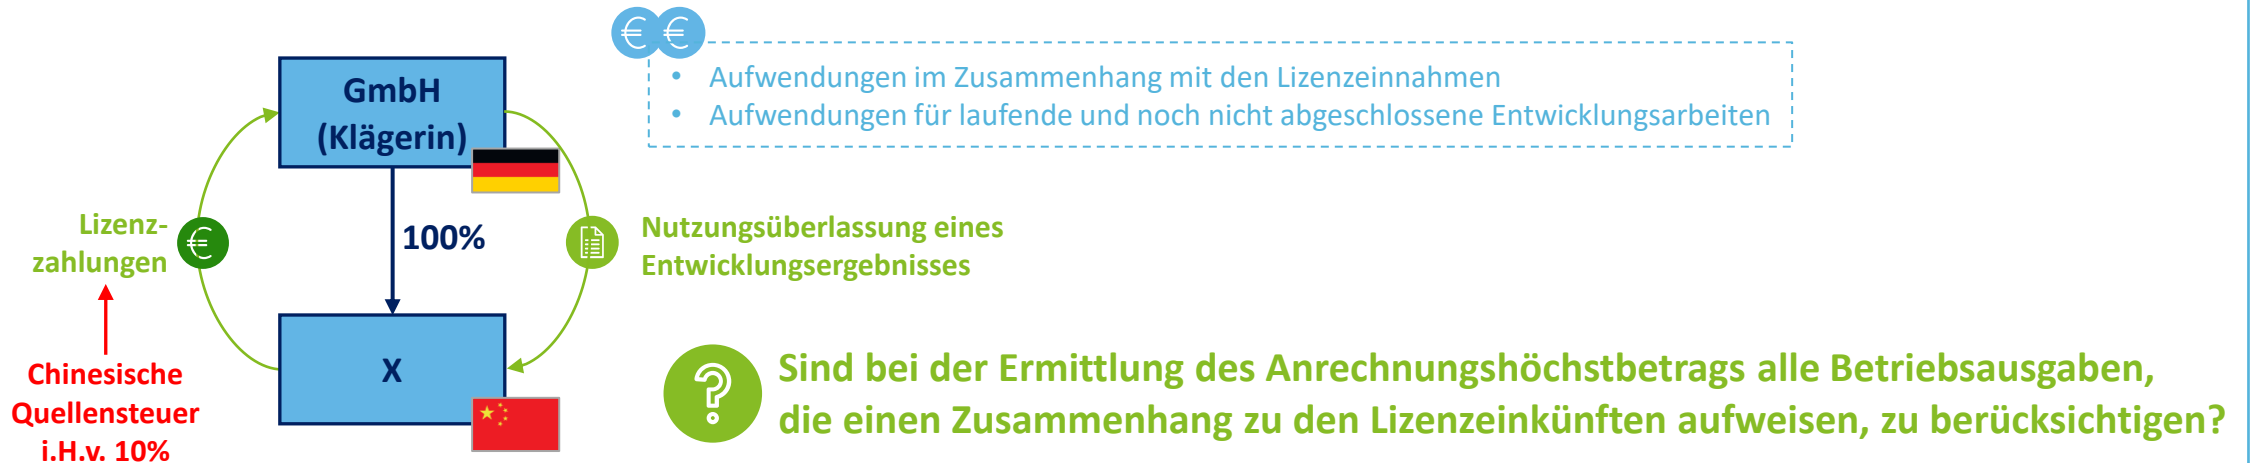 • Aufwendungen im Zusammenhang mit den Lizenzeinnahmen
• Aufwendungen für laufende und noch nicht abgeschlossene Entwicklungsarbeiten
GmbH
(Klägerin)
Lizenz-
zahlungen
100%
Nutzungsüberlassung eines
Entwicklungsergebnisses
X
Chinesische
Quellensteuer
i.H.v. 10%
Sind bei der Ermittlung des Anrechnungshöchstbetrags alle Betriebsausgaben,
die einen Zusammenhang zu den Lizenzeinkünften aufweisen, zu berücksichtigen?